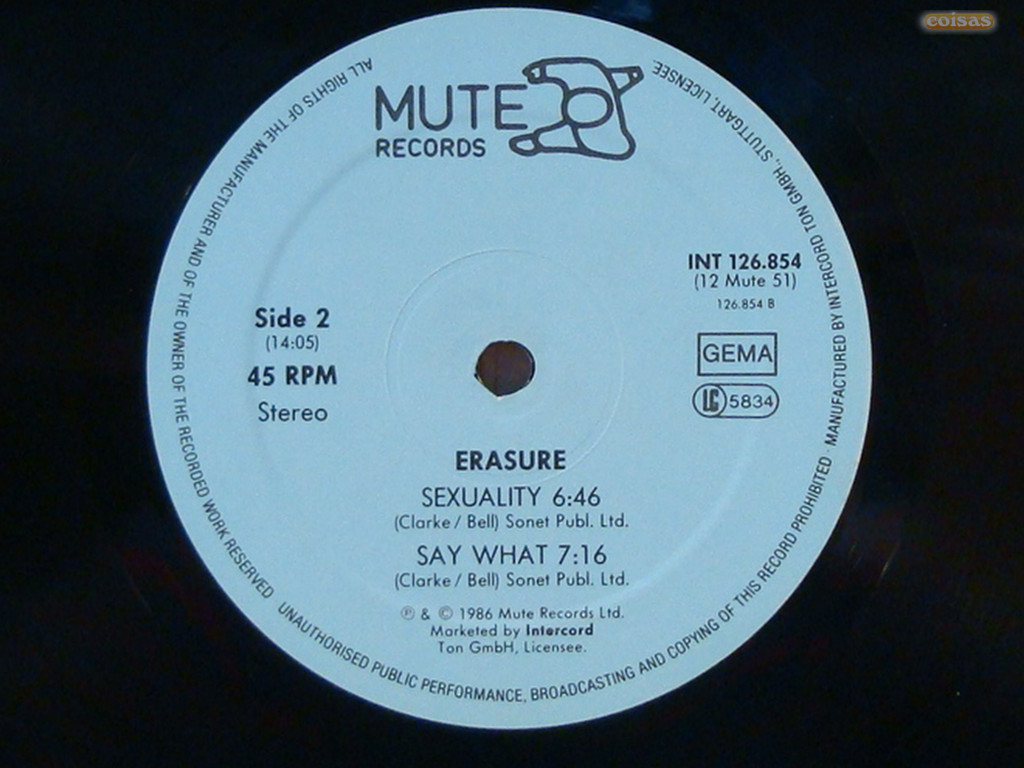 coisas
MUTE
RECORDS
INT 126.854
(12 Mute 51)
126.854 B
Side 2
(14:05)
45 RPM
Stereo
GEMA
LC 5834
ERASURE
SEXUALITY 6:46
(Clarke / Bell) Sonet Publ. Ltd.
SAY WHAT 7:16
(Clarke / Bell) Sonet Publ. Ltd.
℗ & © 1986 Mute Records Ltd.
Marketed by Intercord
Ton GmbH, Licensee.
ALL RIGHTS OF THE MANUFACTURER AND OF THE OWNER OF THE RECORDED WORK RESERVED UNAUTHORISED PUBLIC PERFORMANCE, BROADCASTING AND COPYING OF THIS RECORD PROHIBITED · MANUFACTURED BY INTERCORD TON GMBH, STUTTGART, LICENSEE.